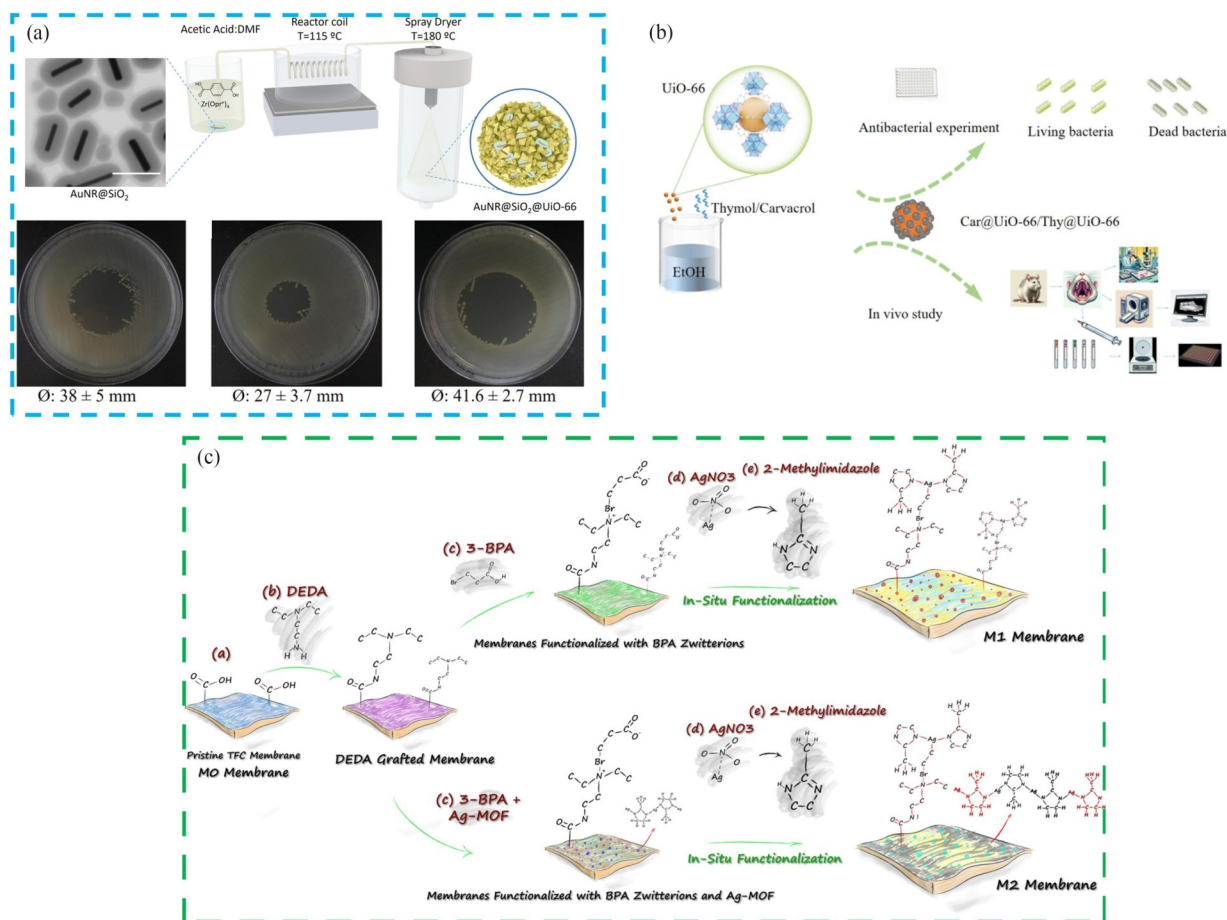 (a)
Acetic Acid:DMF
Reactor coil
T=115 ºC
Spray Dryer
T=180 ºC
Zr(Oprⁿ)₄
AuNR@SiO₂
AuNR@SiO₂@UiO-66
Ø: 38 ± 5 mm
Ø: 27 ± 3.7 mm
Ø: 41.6 ± 2.7 mm
(b)
UiO-66
Thymol/Carvacrol
EtOH
Antibacterial experiment
Living bacteria
Dead bacteria
Car@UiO-66/Thy@UiO-66
In vivo study
(c)
(a)
Pristine TFC Membrane
MO Membrane
(b) DEDA
DEDA Grafted Membrane
(c) 3-BPA
Membranes Functionalized with BPA Zwitterions
(d) AgNO3
(e) 2-Methylimidazole
In-Situ Functionalization
M1 Membrane
(c) 3-BPA +
Ag-MOF
Membranes Functionalized with BPA Zwitterions and Ag-MOF
(d) AgNO3
(e) 2-Methylimidazole
In-Situ Functionalization
M2 Membrane